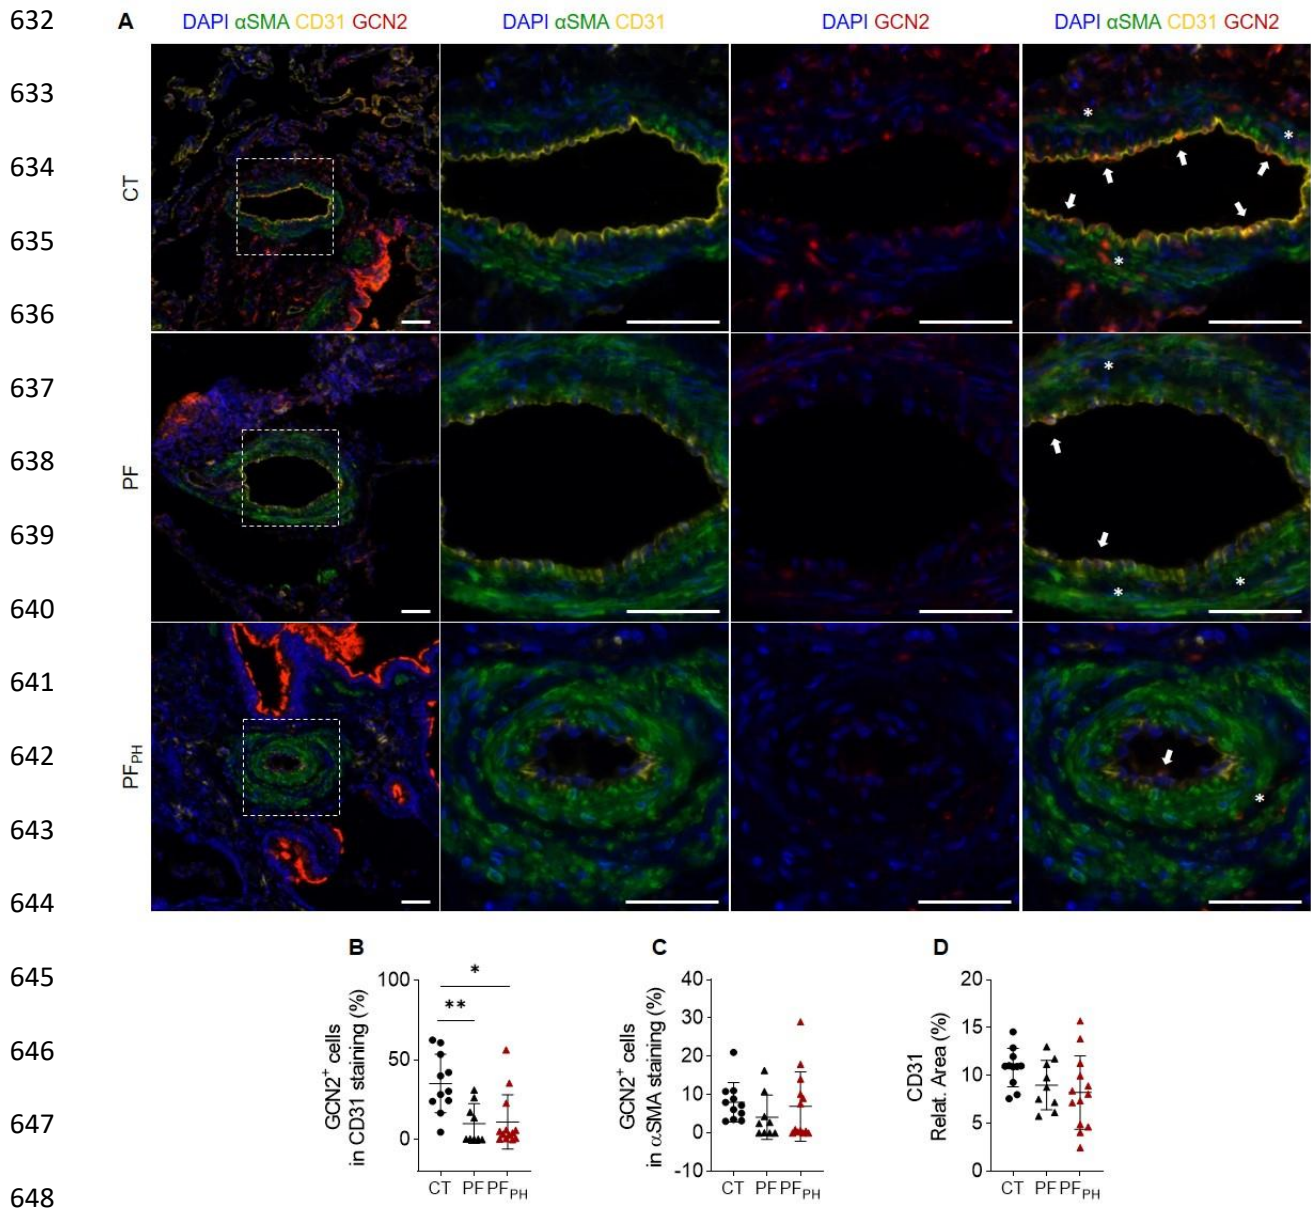 632
A DAPI αSMA CD31 GCN2 DAPI αSMA CD31 DAPI GCN2 DAPI αSMA CD31 GCN2
633
*
*
634
CT
635
*
636
637
*
638
PF
639
640
*
*
641
642
PFPH
643
*
644
645
B C D
646
GCN2+ cells
in CD31 staining (%)
100
50
0
*
**
CT PF PFPH
GCN2+ cells
in αSMA staining (%)
40
30
20
10
0
-10
CT PF PFPH
CD31
Relat. Area (%)
20
15
10
5
0
CT PF PFPH
647
648